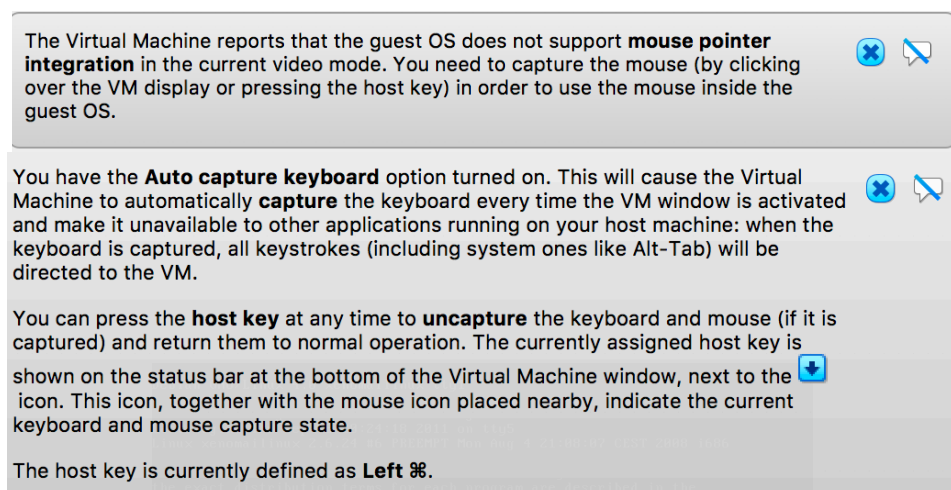 The Virtual Machine reports that the guest OS does not support mouse pointer
integration in the current video mode. You need to capture the mouse (by clicking
over the VM display or pressing the host key) in order to use the mouse inside the
guest OS.
You have the Auto capture keyboard option turned on. This will cause the Virtual
Machine to automatically capture the keyboard every time the VM window is activated
and make it unavailable to other applications running on your host machine: when the
keyboard is captured, all keystrokes (including system ones like Alt-Tab) will be
directed to the VM.
You can press the host key at any time to uncapture the keyboard and mouse (if it is
captured) and return them to normal operation. The currently assigned host key is
shown on the status bar at the bottom of the Virtual Machine window, next to the
icon. This icon, together with the mouse icon placed nearby, indicate the current
keyboard and mouse capture state.
The host key is currently defined as Left ⌘.